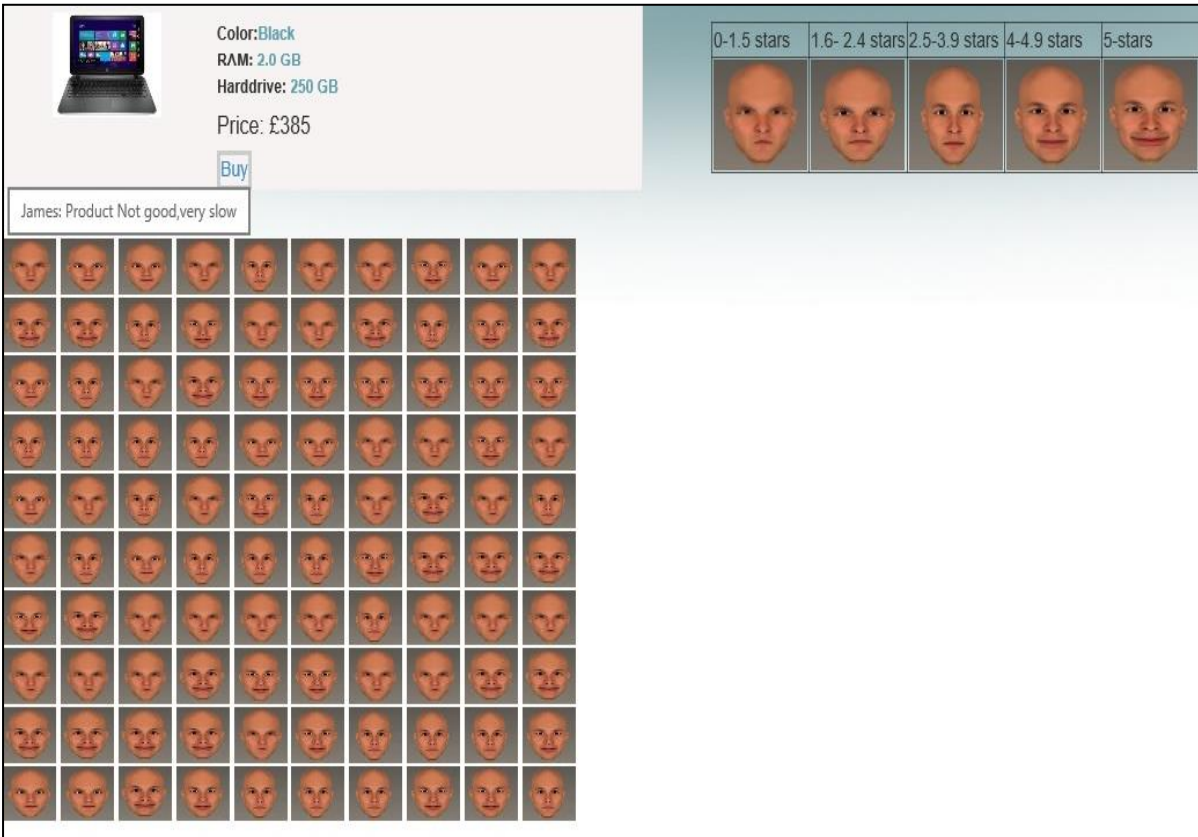 Color:Black
RAM: 2.0 GB
Harddrive: 250 GB
Price: £385
Buy
James: Product Not good,very slow
0-1.5 stars 1.6- 2.4 stars 2.5-3.9 stars 4-4.9 stars 5-stars